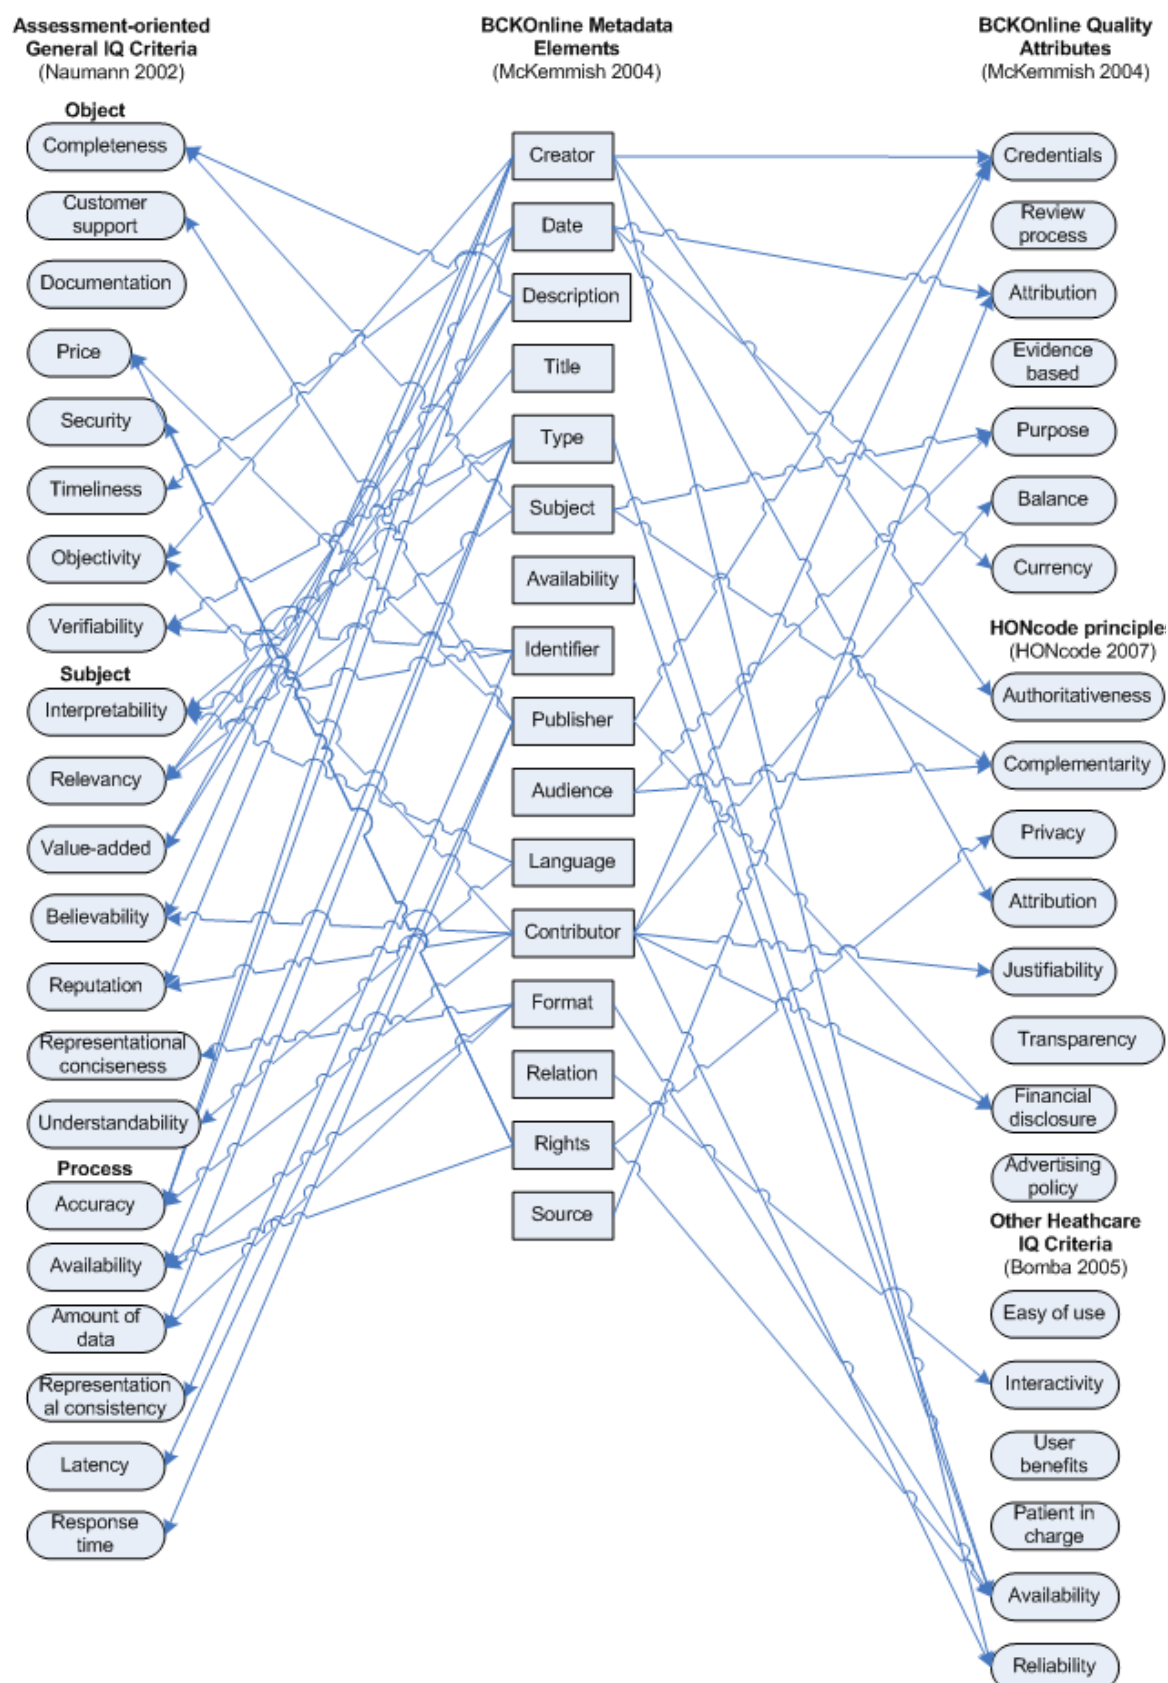 Assessment-oriented
General IQ Criteria
(Naumann 2002)
Object
Completeness
Customer
support
Documentation
Price
Security
Timeliness
Objectivity
Verifiability
Subject
Interpretability
Relevancy
Value-added
Believability
Reputation
Representational
conciseness
Understandability
Process
Accuracy
Availability
Amount of
data
Representation
al consistency
Latency
Response
time
BCKOnline Metadata
Elements
(McKemmish 2004)
Creator
Date
Description
Title
Type
Subject
Availability
Identifier
Publisher
Audience
Language
Contributor
Format
Relation
Rights
Source
BCKOnline Quality
Attributes
(McKemmish 2004)
Credentials
Review
process
Attribution
Evidence
based
Purpose
Balance
Currency
HONcode principles
(HONcode 2007)
Authoritativeness
Complementarity
Privacy
Attribution
Justifiability
Transparency
Financial
disclosure
Advertising
policy
Other Heathcare
IQ Criteria
(Bomba 2005)
Easy of use
Interactivity
User
benefits
Patient in
charge
Availability
Reliability